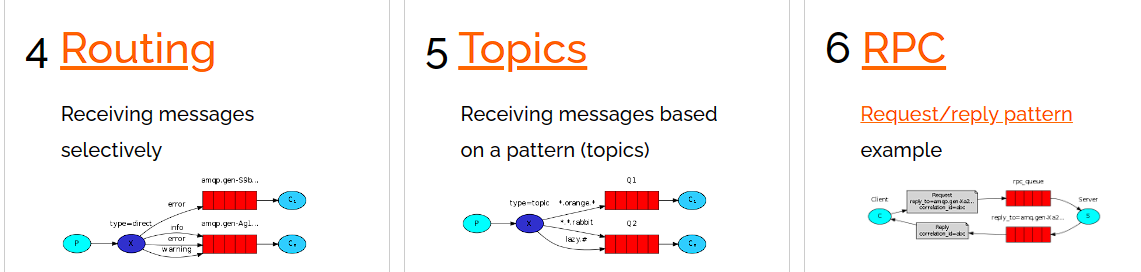 4 Routing
Receiving messages
selectively
amqp.gen-S9b...
error
C₁
type=direct
info
amqp.gen-Agl...
P
X
error
C₂
warning
5 Topics
Receiving messages based
on a pattern (topics)
Q1
type=topic
*.orange.*
C₁
P
X
*.*.rabbit
Q2
lazy.#
C₂
6 RPC
Request/reply pattern
example
rpc_queue
Client
Request
reply_to=amqp.gen-Xa2...
correlation_id=abc
Server
C
S
reply_to=amqp.gen-Xa2...
Reply
correlation_id=abc